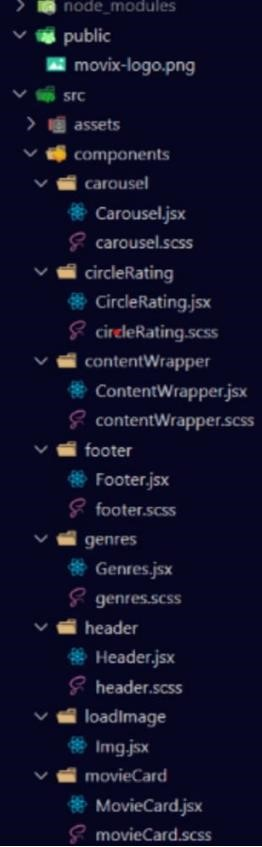 node_modules
public
movix-logo.png
src
assets
components
carousel
Carousel.jsx
carousel.scss
circleRating
CircleRating.jsx
circleRating.scss
contentWrapper
ContentWrapper.jsx
contentWrapper.scss
footer
Footer.jsx
footer.scss
genres
Genres.jsx
genres.scss
header
Header.jsx
header.scss
loadImage
Img.jsx
movieCard
MovieCard.jsx
movieCard.scss